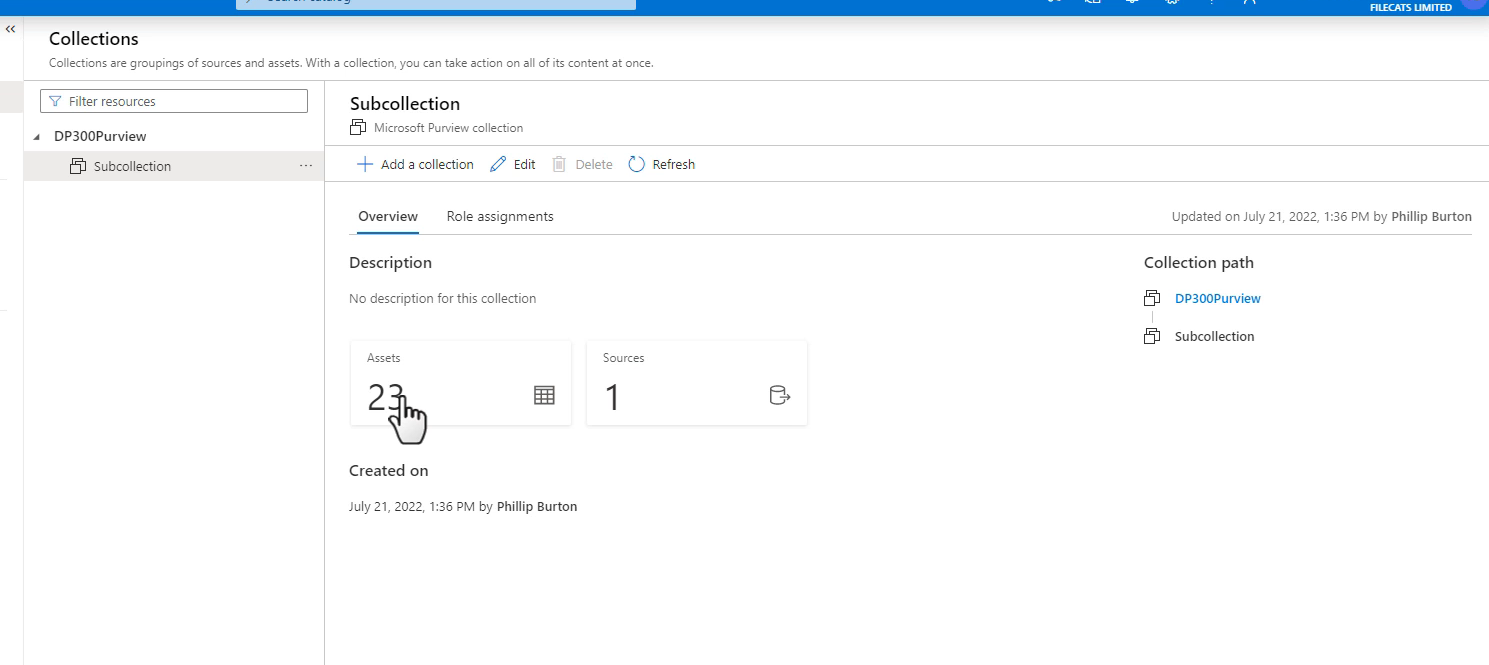 Search catalog
FILECATS LIMITED
Collections
Collections are groupings of sources and assets. With a collection, you can take action on all of its content at once.
Filter resources
DP300Purview
Subcollection
Subcollection
Microsoft Purview collection
Add a collection
Edit
Delete
Refresh
Overview
Role assignments
Updated on July 21, 2022, 1:36 PM by Phillip Burton
Description
No description for this collection
Assets
23
Sources
1
Created on
July 21, 2022, 1:36 PM by Phillip Burton
Collection path
DP300Purview
Subcollection